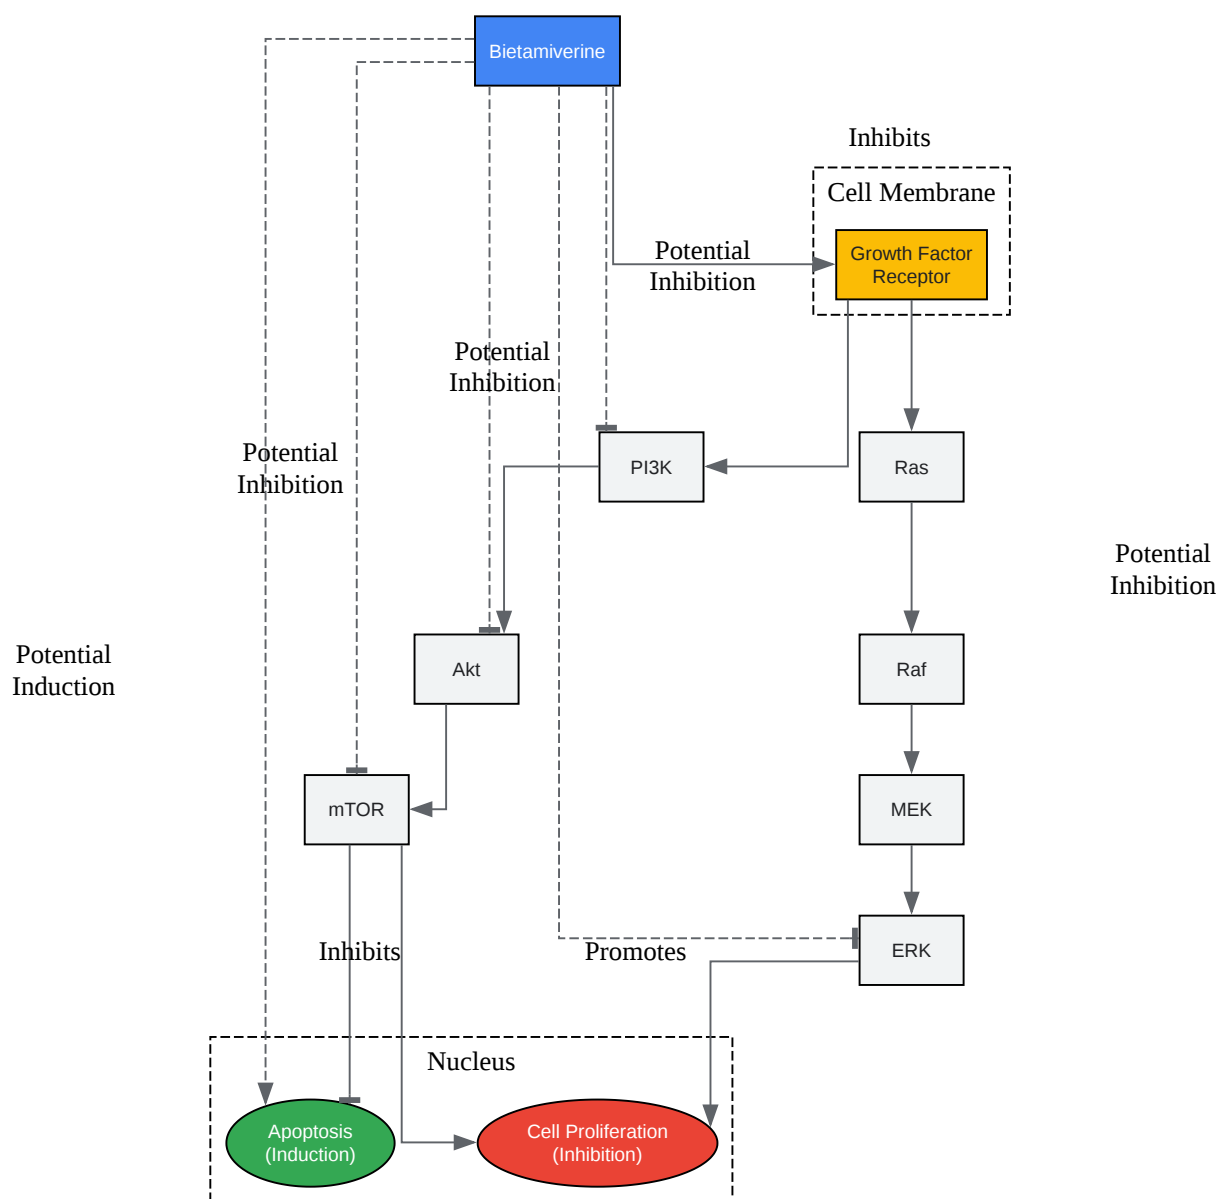 Bietamiverine
Inhibits
Cell Membrane
Growth Factor
Receptor
Potential
Inhibition
Potential
Inhibition
Potential
Inhibition
PI3K
Ras
Potential
Inhibition
Potential
Induction
Akt
Raf
mTOR
MEK
Inhibits
Promotes
ERK
Nucleus
Apoptosis
(Induction)
Cell Proliferation
(Inhibition)